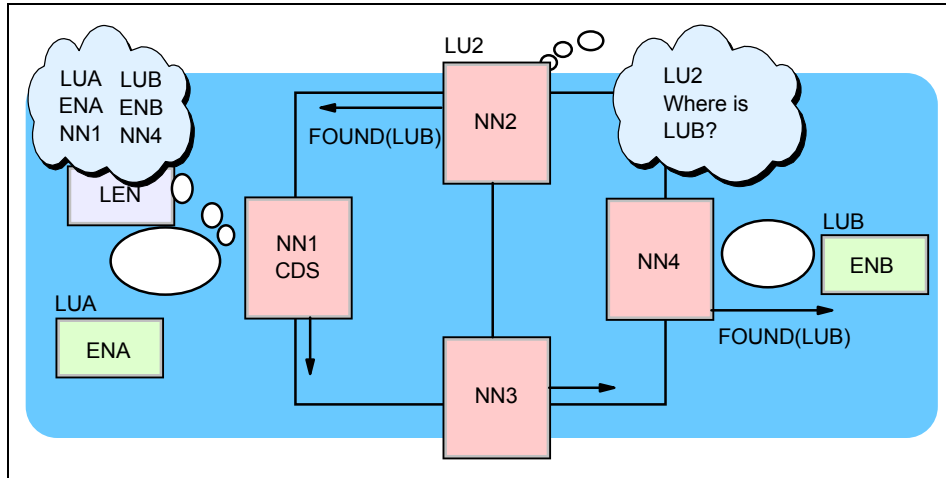 LU2
LUA LUB
ENA ENB
NN1 NN4
LU2
Where is
LUB?
NN2
FOUND(LUB)
LEN
NN1
CDS
NN4
LUB
ENB
LUA
ENA
FOUND(LUB)
NN3